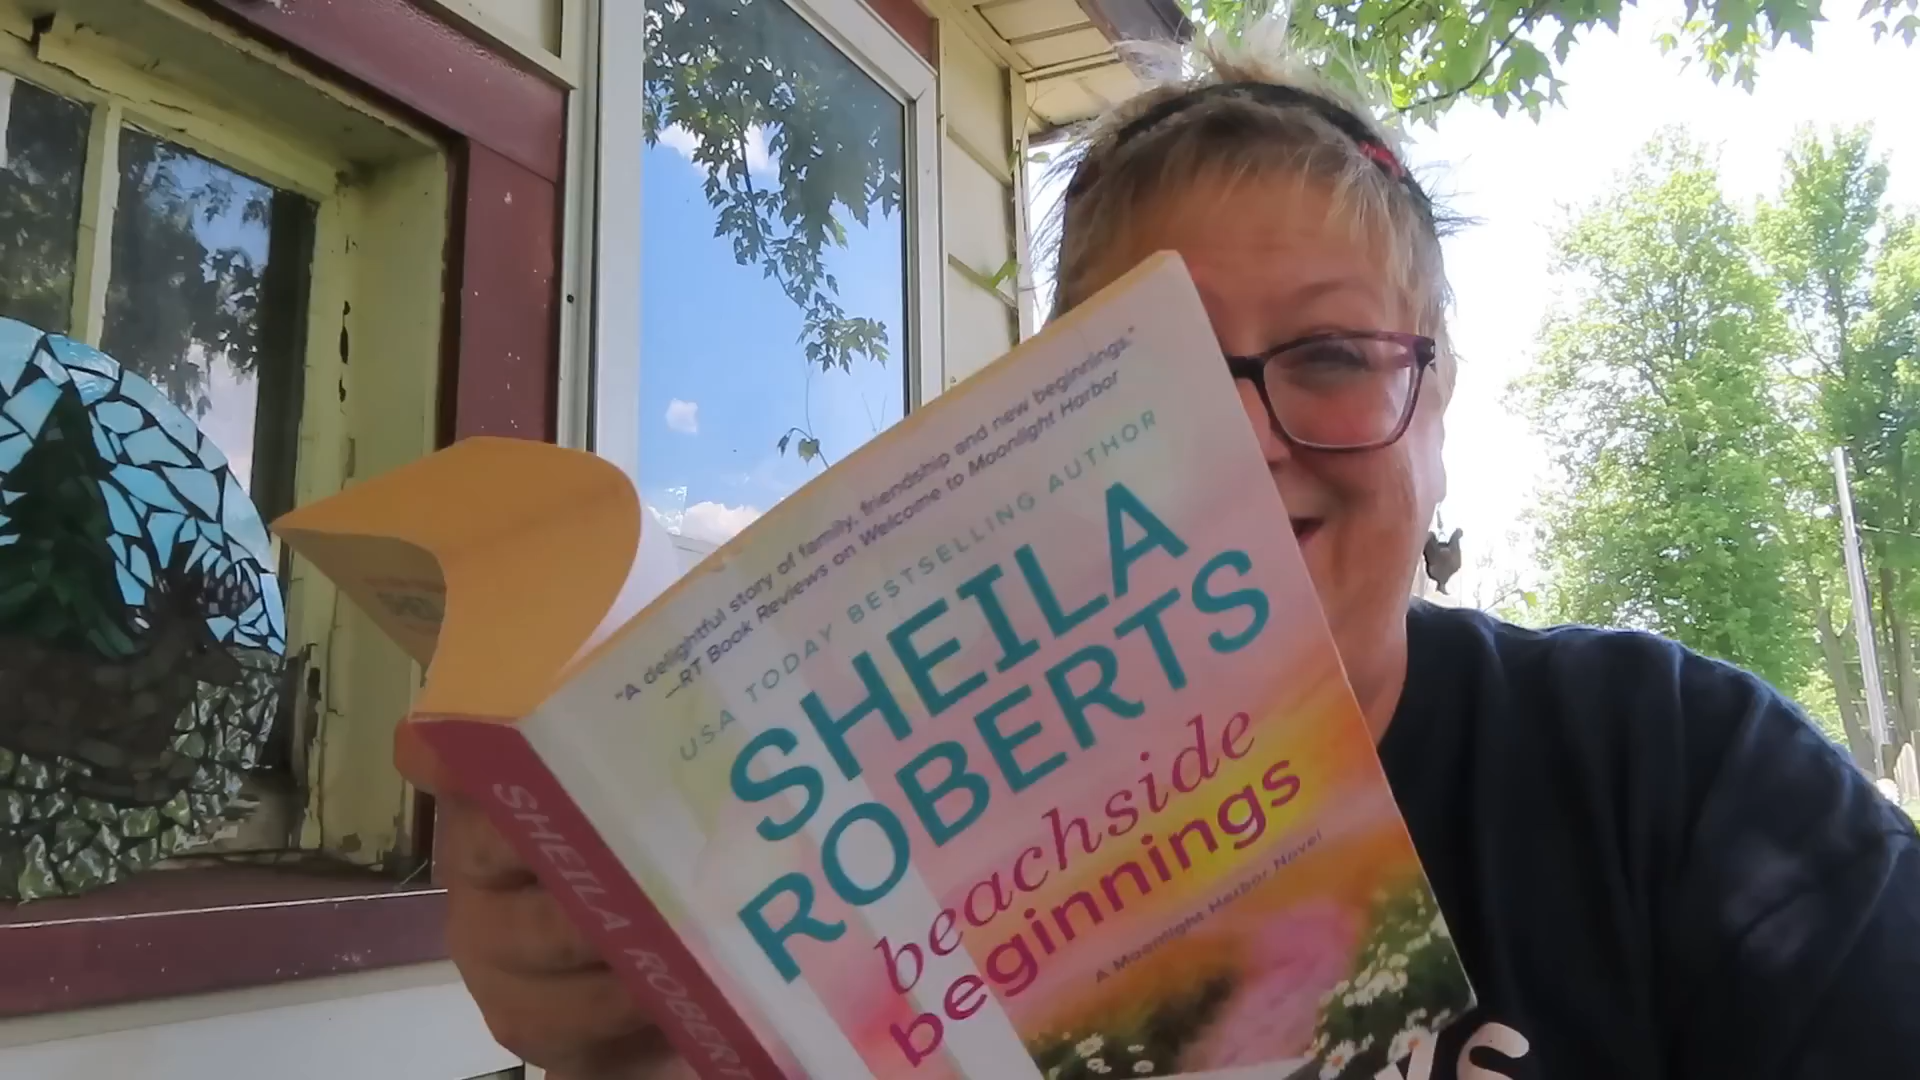 "A delightful story of family, friendship and new beginnings."
—RT Book Reviews on Welcome to Moonlight Harbor
USA TODAY BESTSELLING AUTHOR
SHEILA
ROBERTS
beachside
beginnings
A Moonlight Harbor Novel
SHEILA ROBERT